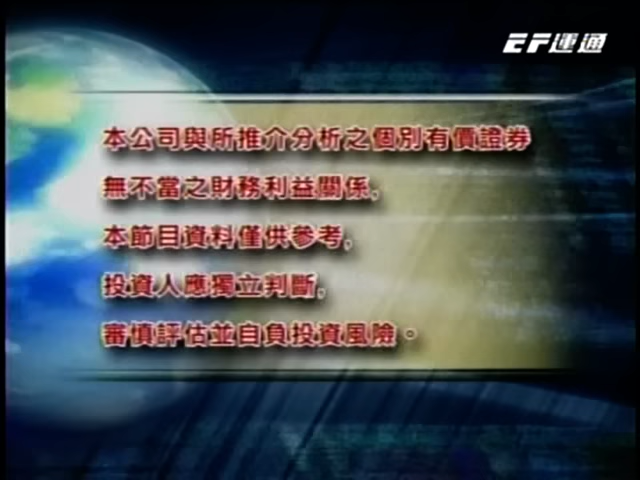 EF運通
本公司與所推介分析之個別有價證券
無不當之財務利益關係,
本節目資料僅供參考,
投資人應獨立判斷,
審慎評估並自負投資風險。